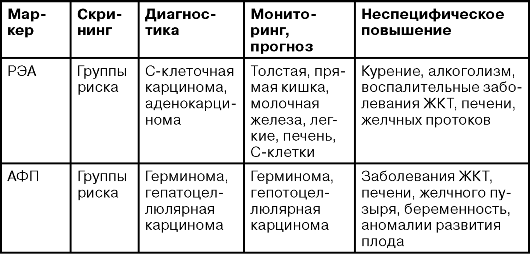 Мар-
кер
Скри-
нинг
Диагнос-
тика
Монито-
ринг,
прогноз
Неспецифическое
повышение
РЭА
Группы
риска
С-клеточная
карцинома,
аденокарци-
нома
Толстая, пря-
мая кишка,
молочная
железа, лег-
кие, печень,
С-клетки
Курение, алкоголизм,
воспалительные забо-
левания ЖКТ, печени,
желчных протоков
АФП
Группы
риска
Герминома,
гепатоцел-
люлярная
карцинома
Герминома,
гепотоцел-
люлярная
карцинома
Заболевания ЖКТ,
печени, желчного пу-
зыря, беременность,
аномалии развития
плода